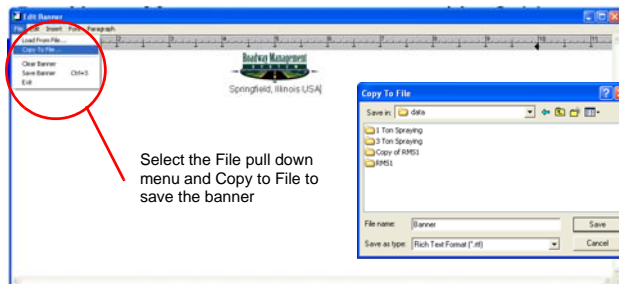 Edit Banner
File Edit Insert Font Paragraph
Load From File...
Copy To File...
Clear Banner
Save Banner Ctrl+S
Exit
Roadway Management
SYSTEM
Springfield, Illinois USA
Select the File pull down
menu and Copy to File to
save the banner
Copy To File
Save in: data
1 Ton Spraying
3 Ton Spraying
Copy of RMS1
RMS1
File name: Banner Save
Save as type: Rich Text Format (*.rtf) Cancel